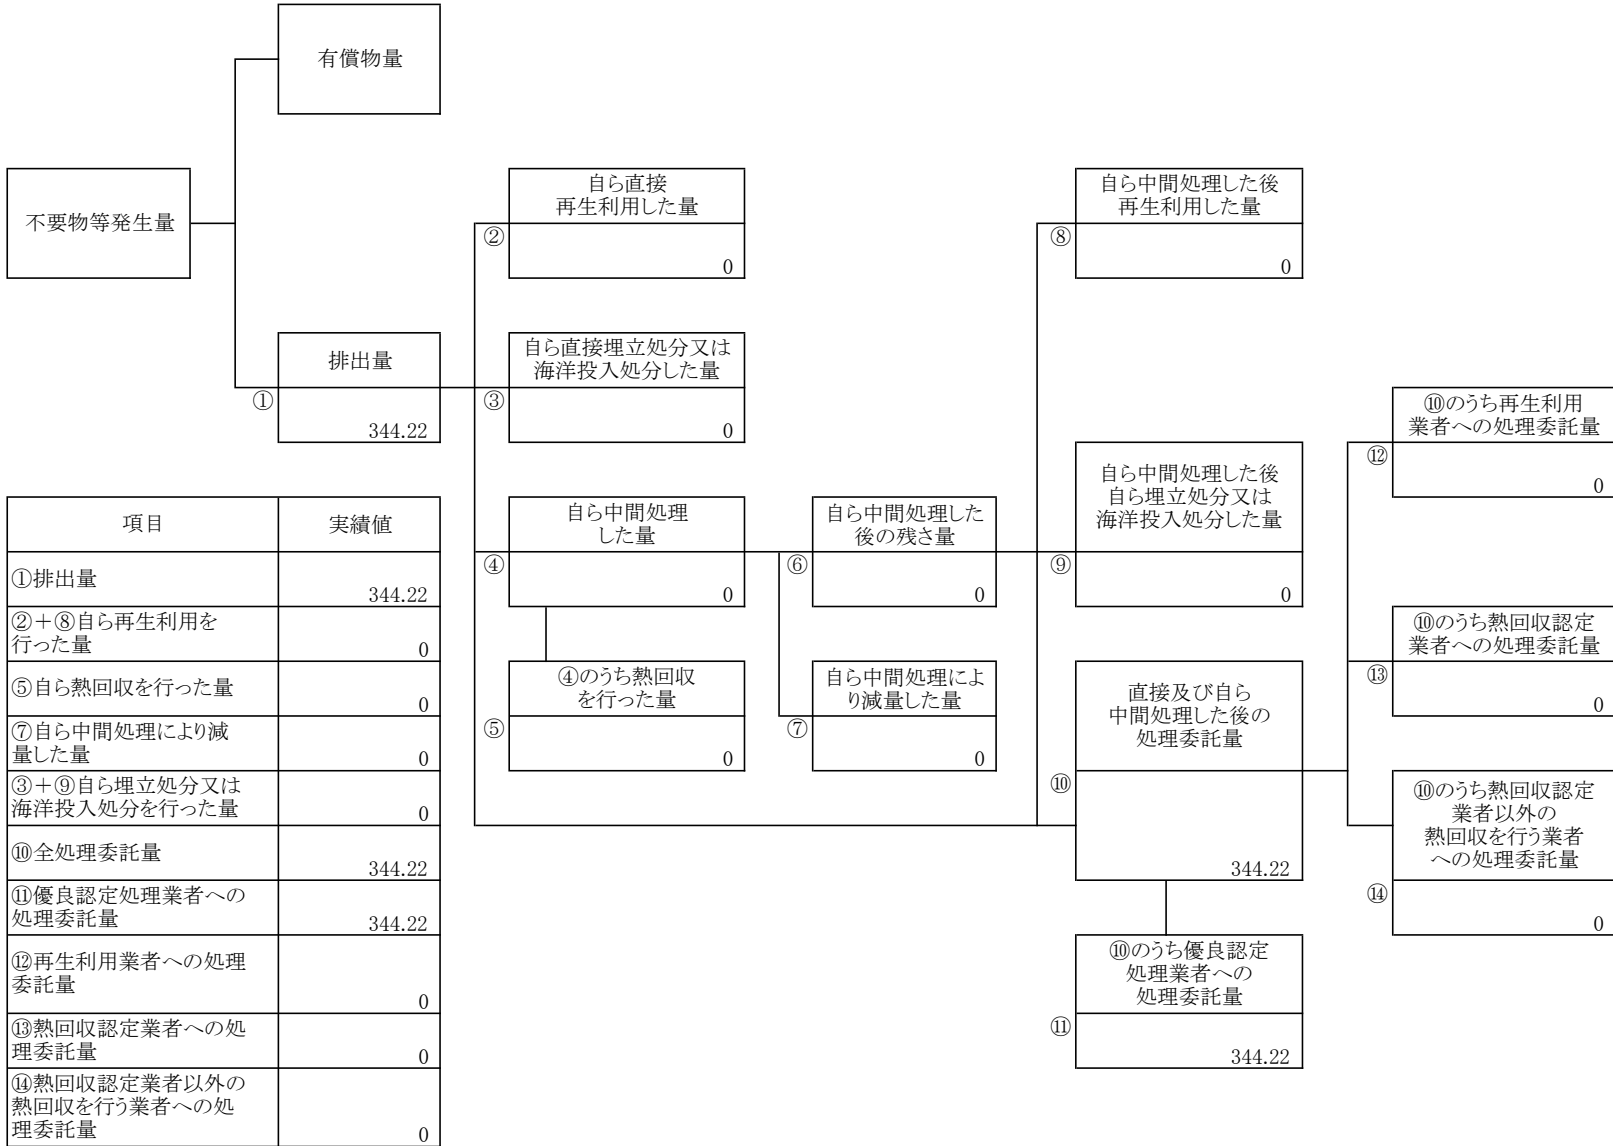 有償物量
不要物等発生量
自ら直接
再生利用した量
②
0
自ら中間処理した後
再生利用した量
⑧
0
排出量
①
344.22
自ら直接埋立処分又は
海洋投入処分した量
③
0
⑩のうち再生利用
業者への処理委託量
⑫
0
自ら中間処理
した量
④
0
自ら中間処理した
後の残さ量
⑥
0
自ら中間処理した後
自ら埋立処分又は
海洋投入処分した量
⑨
0
⑩のうち熱回収認定
業者への処理委託量
⑬
0
④のうち熱回収
を行った量
⑤
0
自ら中間処理によ
り減量した量
⑦
0
直接及び自ら
中間処理した後の
処理委託量
⑩
344.22
⑩のうち熱回収認定
業者以外の
熱回収を行う業者
への処理委託量
⑭
0
⑩のうち優良認定
処理業者への
処理委託量
⑪
344.22
項目
実績値
①排出量
344.22
②+⑧自ら再生利用を
行った量
0
⑤自ら熱回収を行った量
0
⑦自ら中間処理により減
量した量
0
③+⑨自ら埋立処分又は
海洋投入処分を行った量
0
⑩全処理委託量
344.22
⑪優良認定処理業者への
処理委託量
344.22
⑫再生利用業者への処理
委託量
0
⑬熱回収認定業者への処
理委託量
0
⑭熱回収認定業者以外の
熱回収を行う業者への処
理委託量
0